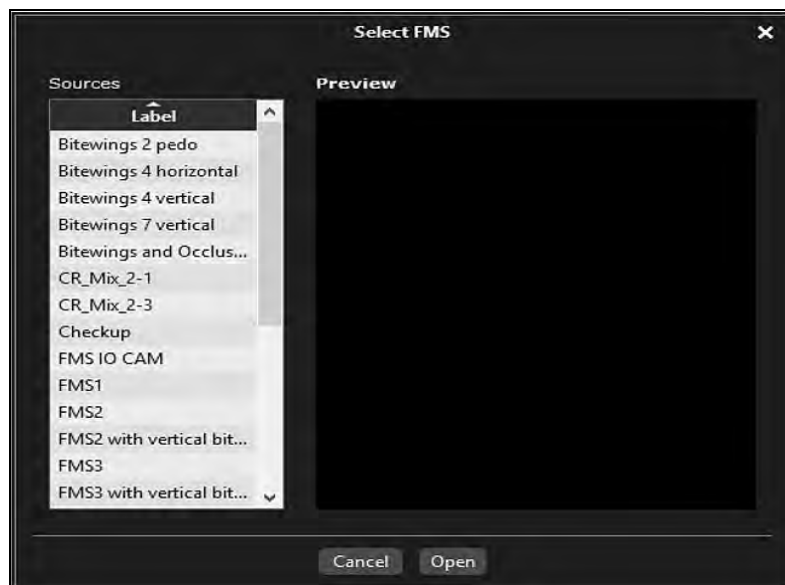 Select FMS
Sources
Preview
Label
Bitewings 2 pedo
Bitewings 4 horizontal
Bitewings 4 vertical
Bitewings 7 vertical
Bitewings and Occlus...
CR_Mix_2-1
CR_Mix_2-3
Checkup
FMS IO CAM
FMS1
FMS2
FMS2 with vertical bit...
FMS3
FMS3 with vertical bit...
Cancel
Open